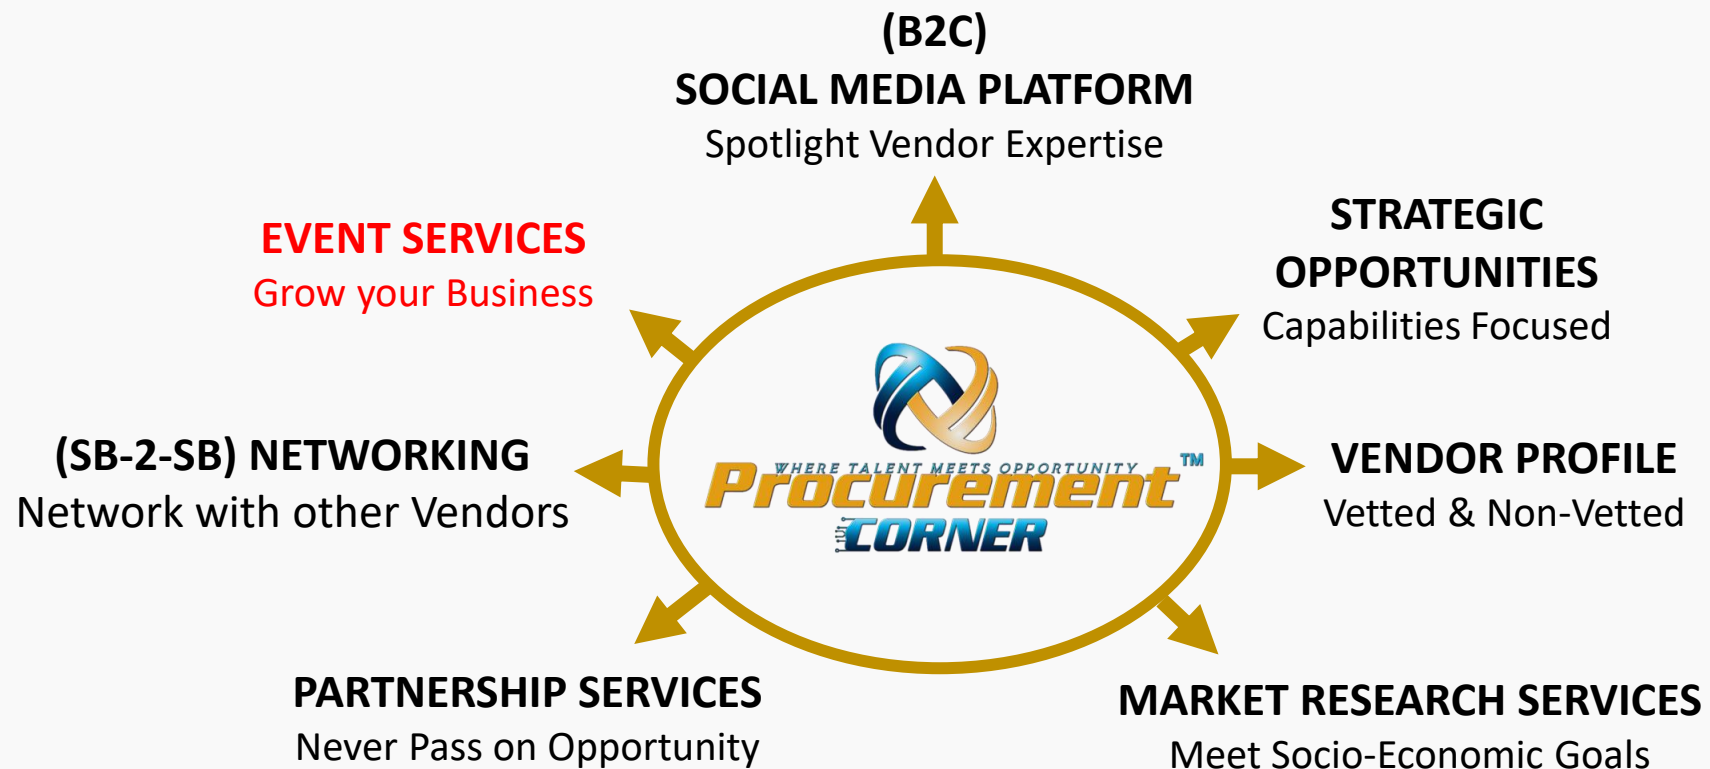 (B2C)
SOCIAL MEDIA PLATFORM
Spotlight Vendor Expertise
EVENT SERVICES
Grow your Business
STRATEGIC
OPPORTUNITIES
Capabilities Focused
WHERE TALENT MEETS OPPORTUNITY
Procurement™
CORNER
(SB-2-SB) NETWORKING
Network with other Vendors
VENDOR PROFILE
Vetted & Non-Vetted
PARTNERSHIP SERVICES
Never Pass on Opportunity
MARKET RESEARCH SERVICES
Meet Socio-Economic Goals